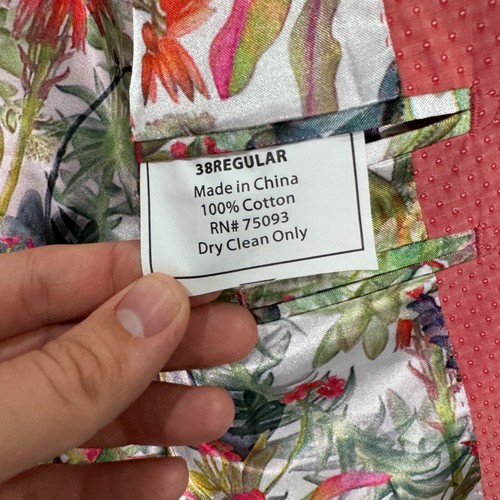 38REGULAR
Made in China
100% Cotton
RN# 75093
Dry Clean Only